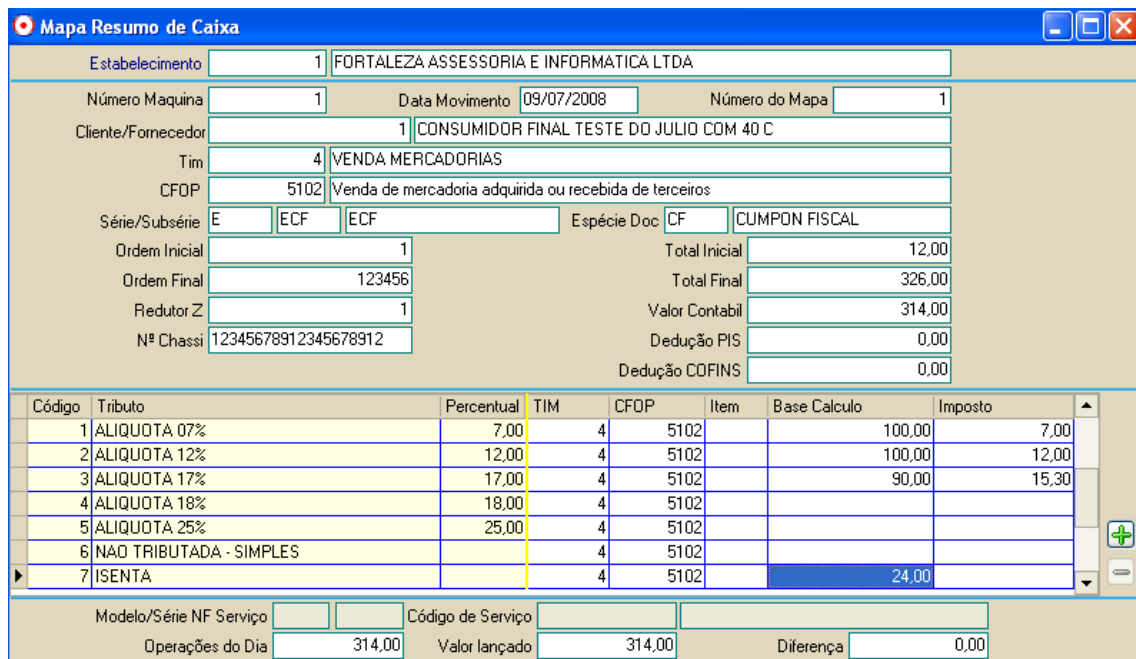 Mapa Resumo de Caixa
Estabelecimento 1 FORTALEZA ASSESSORIA E INFORMATICA LTDA
Número Maquina 1 Data Movimento 09/07/2008 Número do Mapa 1
Cliente/Fornecedor 1 CONSUMIDOR FINAL TESTE DO JULIO COM 40 C
Tim 4 VENDA MERCADORIAS
CFOP 5102 Venda de mercadoria adquirida ou recebida de terceiros
Série/Subsérie E ECF ECF Espécie Doc CF CUMPON FISCAL
Ordem Inicial 1 Total Inicial 12,00
Ordem Final 123456 Total Final 326,00
Redutor Z 1 Valor Contabil 314,00
Nº Chassi 12345678912345678912 Dedução PIS 0,00
Dedução COFINS 0,00
Código Tributo Percentual TIM CFOP Item Base Calculo Imposto
1 ALIQUOTA 07% 7,00 4 5102 100,00 7,00
2 ALIQUOTA 12% 12,00 4 5102 100,00 12,00
3 ALIQUOTA 17% 17,00 4 5102 90,00 15,30
4 ALIQUOTA 18% 18,00 4 5102
5 ALIQUOTA 25% 25,00 4 5102
6 NAO TRIBUTADA - SIMPLES 4 5102
7 ISENTA 4 5102 24,00
Modelo/Série NF Serviço Código de Serviço
Operações do Dia 314,00 Valor lançado 314,00 Diferença 0,00